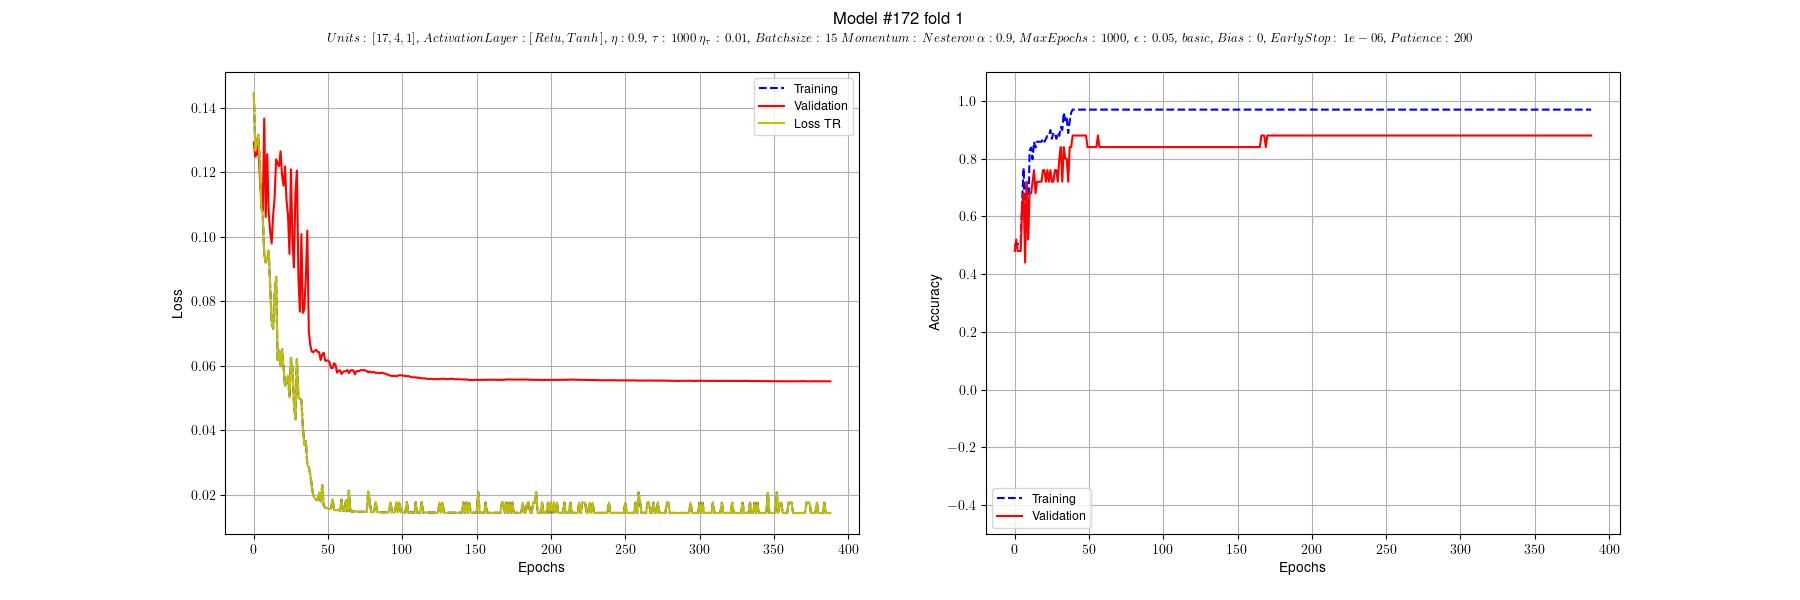 Model #172 fold 1
Units : [17, 4, 1], ActivationLayer : [Relu, Tanh], η : 0.9, τ : 1000 ητ : 0.01, Batchsize : 15 Momentum : Nesterov α : 0.9, MaxEpochs : 1000, ϵ : 0.05, basic, Bias : 0, EarlyStop : 1e − 06, Patience : 200
Loss
0.14
0.12
0.10
0.08
0.06
0.04
0.02
0 50 100 150 200 250 300 350 400
Epochs
Training
Validation
Loss TR
Accuracy
1.0
0.8
0.6
0.4
0.2
0.0
−0.2
−0.4
0 50 100 150 200 250 300 350 400
Epochs
Training
Validation